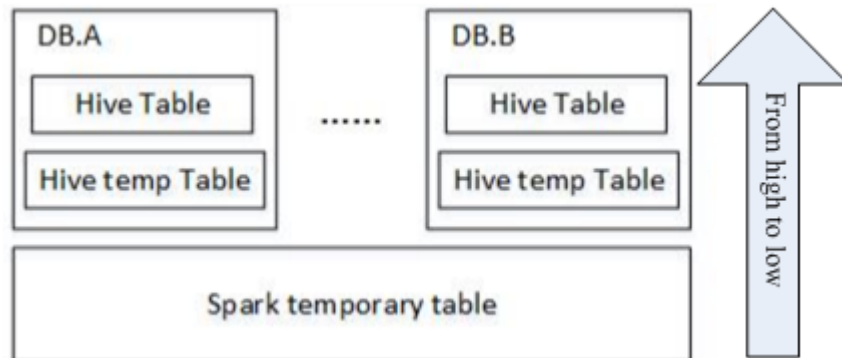 DB.A
Hive Table
Hive temp Table
......
DB.B
Hive Table
Hive temp Table
Spark temporary table
From high to low